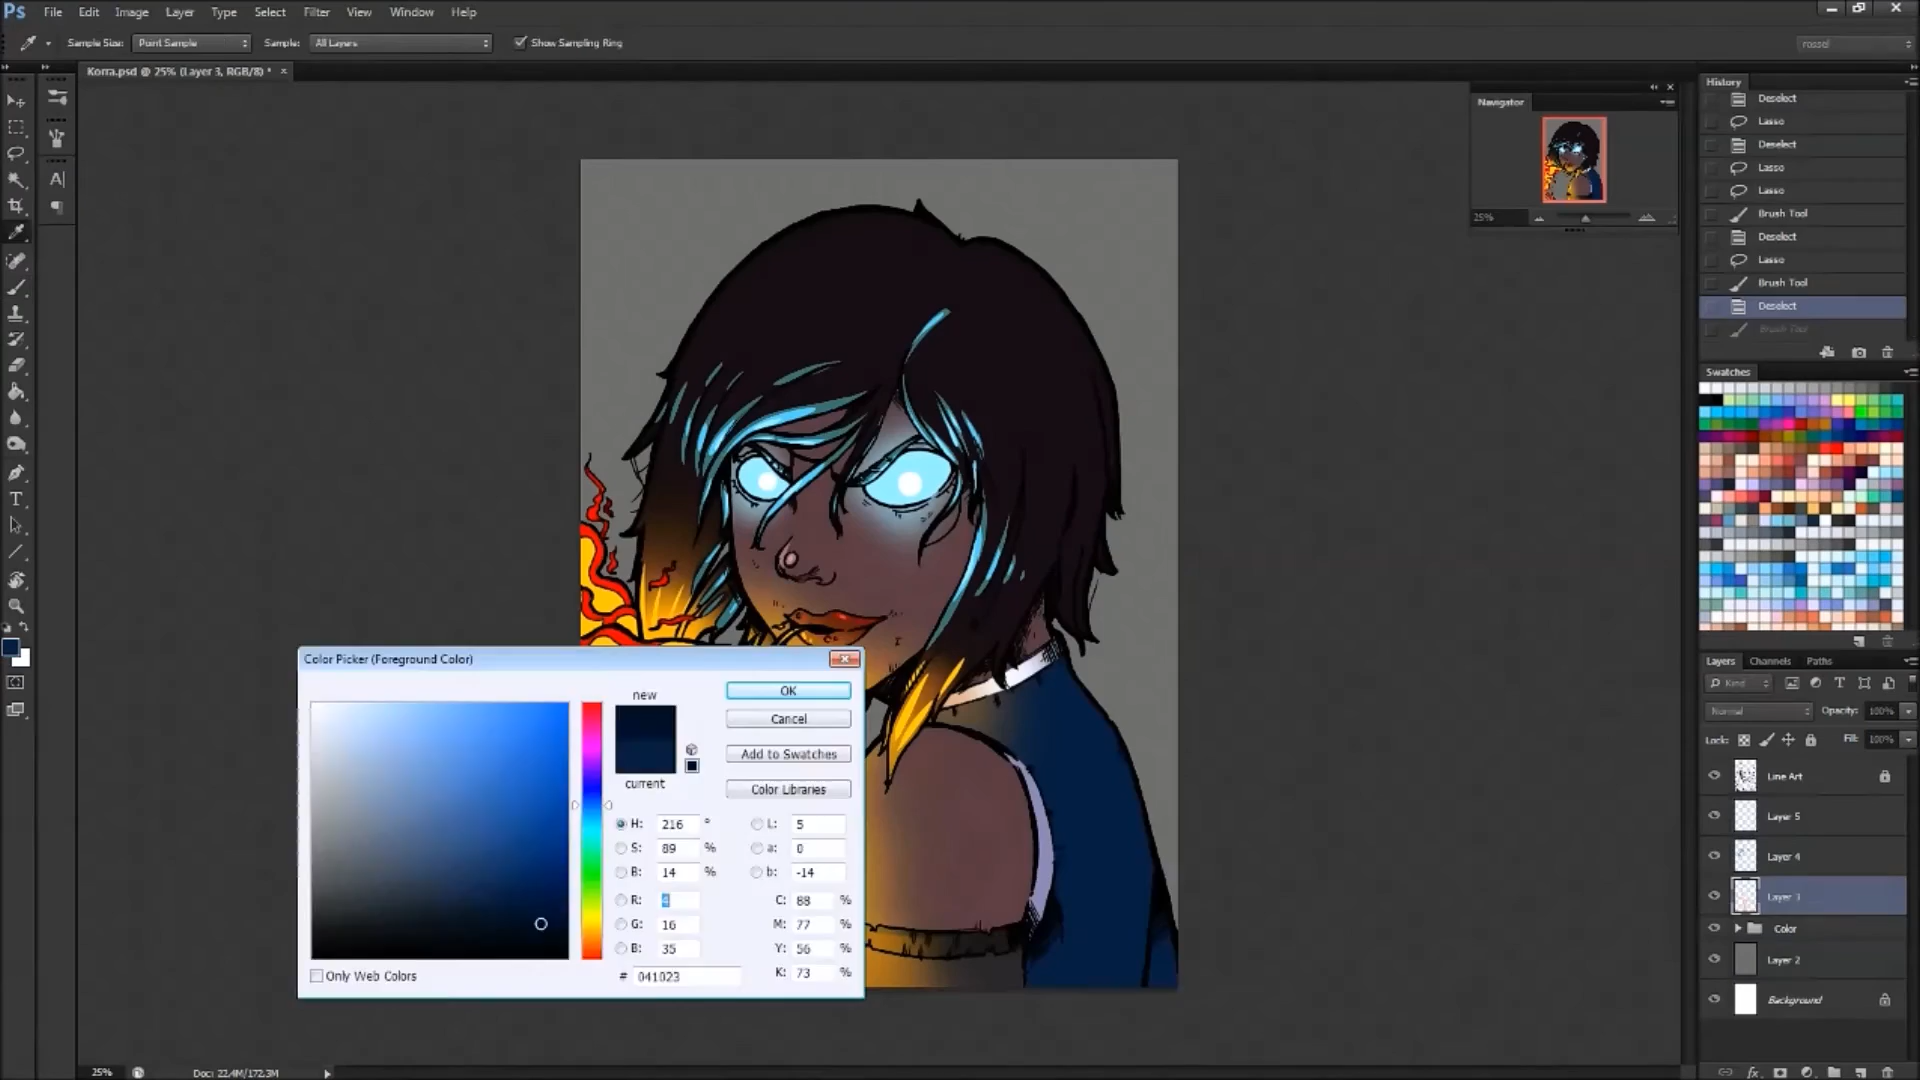 Ps File Edit Image Layer Type Select Filter View Window Help
Sample Size: Point Sample Sample: All Layers Show Sampling Ring rossel
Korra.psd @ 25% (Layer 3, RGB/8) * ×
History
Deselect
Lasso
Deselect
Lasso
Lasso
Brush Tool
Deselect
Lasso
Brush Tool
Deselect
Brush Tool
Navigator
25%
Swatches
Layers Channels Paths
Kind
Normal Opacity: 100%
Lock: Fill: 100%
Line Art
Layer 5
Layer 4
Layer 3
Color
Layer 2
Background
Color Picker (Foreground Color)
new
current
OK
Cancel
Add to Swatches
Color Libraries
H: 216 °
S: 89 %
B: 14 %
R: 4
G: 16
B: 35
# 041023
L: 5
a: 0
b: -14
C: 88 %
M: 77 %
Y: 56 %
K: 73 %
Only Web Colors
25% Doc: 22.4M/172.3M